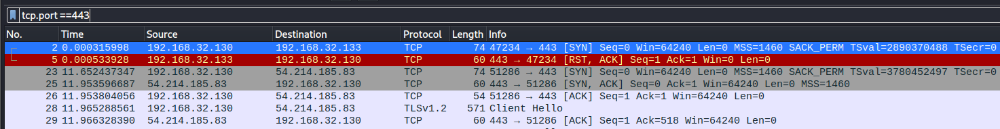 tcp.port ==443
No. Time Source Destination Protocol Length Info
2 0.000315998 192.168.32.130 192.168.32.133 TCP 74 47234 → 443 [SYN] Seq=0 Win=64240 Len=0 MSS=1460 SACK_PERM TSval=2890370488 TSecr=0
5 0.000533928 192.168.32.133 192.168.32.130 TCP 60 443 → 47234 [RST, ACK] Seq=1 Ack=1 Win=0 Len=0
23 11.652437347 192.168.32.130 54.214.185.83 TCP 74 51286 → 443 [SYN] Seq=0 Win=64240 Len=0 MSS=1460 SACK_PERM TSval=3780452497 TSecr=0
25 11.953596687 54.214.185.83 192.168.32.130 TCP 60 443 → 51286 [SYN, ACK] Seq=0 Ack=1 Win=64240 Len=0 MSS=1460
26 11.953804056 192.168.32.130 54.214.185.83 TCP 54 51286 → 443 [ACK] Seq=1 Ack=1 Win=64240 Len=0
28 11.965288561 192.168.32.130 54.214.185.83 TLSv1.2 571 Client Hello
29 11.966328390 54.214.185.83 192.168.32.130 TCP 60 443 → 51286 [ACK] Seq=1 Ack=518 Win=64240 Len=0